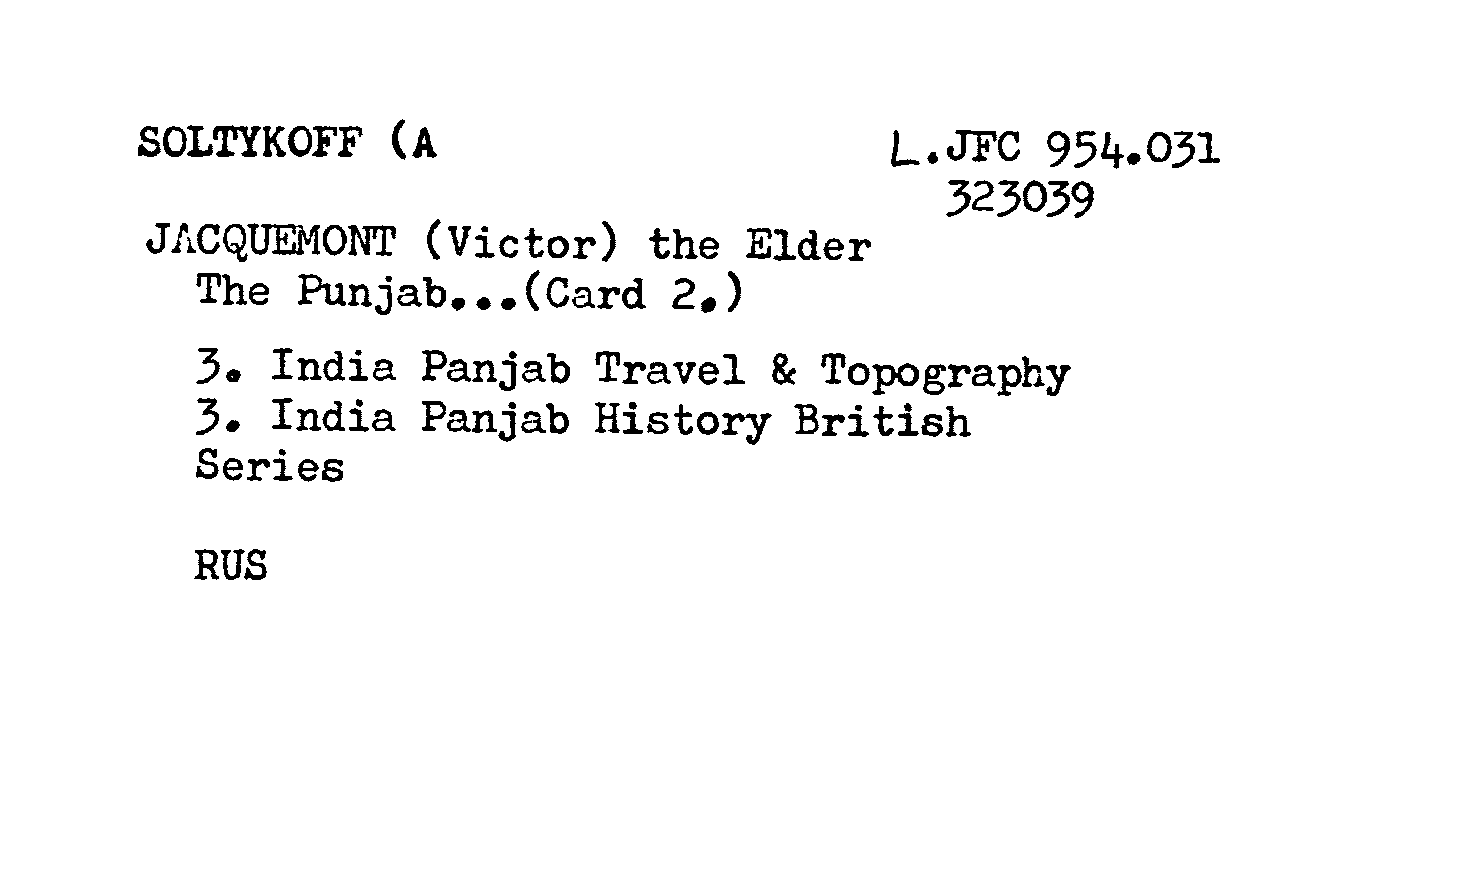 SOLTYKOFF (A
L.JFC 954.031
323039
JACQUEMONT (Victor) the Elder
The Punjab...(Card 2.)
3. India Panjab Travel & Topography
3. India Panjab History British
Series
RUS